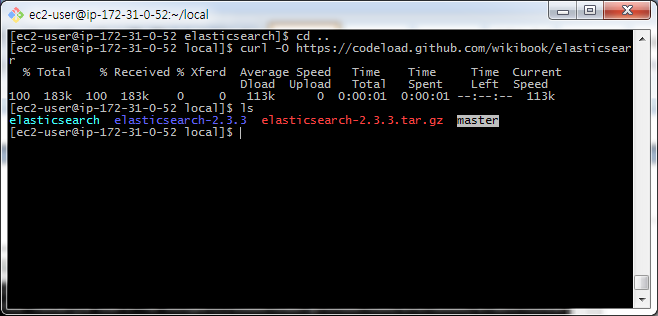 ec2-user@ip-172-31-0-52:~/local
[ec2-user@ip-172-31-0-52 elasticsearch]$ cd ..
[ec2-user@ip-172-31-0-52 local]$ curl -O https://codeload.github.com/wikibook/elasticsear
r
  % Total    % Received % Xferd  Average Speed   Time    Time     Time  Current
                                 Dload  Upload   Total   Spent    Left  Speed
100  183k  100  183k    0     0   113k      0  0:00:01  0:00:01 --:--:--  113k
[ec2-user@ip-172-31-0-52 local]$ ls
elasticsearch  elasticsearch-2.3.3  elasticsearch-2.3.3.tar.gz  master
[ec2-user@ip-172-31-0-52 local]$